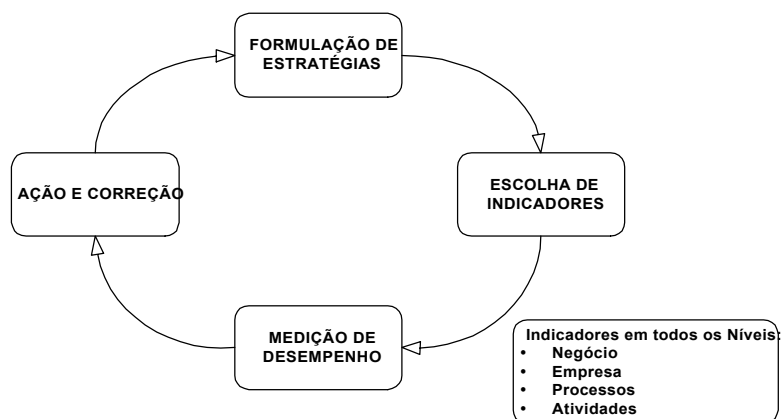 FORMULAÇÃO DE
ESTRATÉGIAS
AÇÃO E CORREÇÃO
ESCOLHA DE
INDICADORES
MEDIÇÃO DE
DESEMPENHO
Indicadores em todos os Níveis:
• Negócio
• Empresa
• Processos
• Atividades